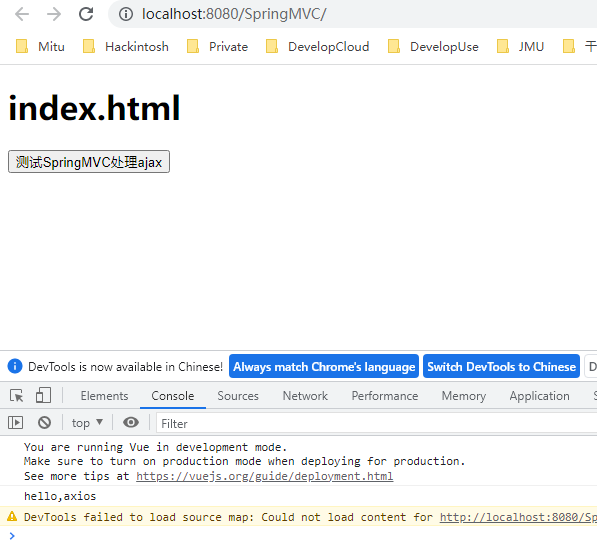 localhost:8080/SpringMVC/
Mitu Hackintosh Private DevelopCloud DevelopUse JMU 干
index.html
测试SpringMVC处理ajax
DevTools is now available in Chinese! Always match Chrome's language Switch DevTools to Chinese D
Elements Console Sources Network Performance Memory Application S
top Filter
You are running Vue in development mode.
Make sure to turn on production mode when deploying for production.
See more tips at https://vuejs.org/guide/deployment.html
hello,axios
DevTools failed to load source map: Could not load content for http://localhost:8080/Sp